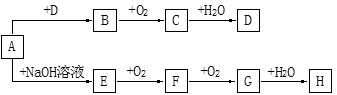 +D B +O₂ C +H₂O D
A
+NaOH溶液 E +O₂ F +O₂ G +H₂O H